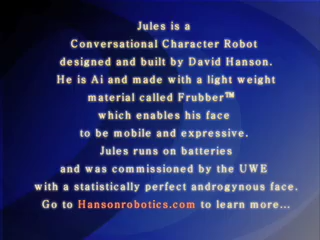 Jules is a
Conversational Character Robot
designed and built by David Hanson.
He is Ai and made with a light weight
material called Frubber™
which enables his face
to be mobile and expressive.
Jules runs on batteries
and was commissioned by the UWE
with a statistically perfect androgynous face.
Go to Hansonrobotics.com to learn more...